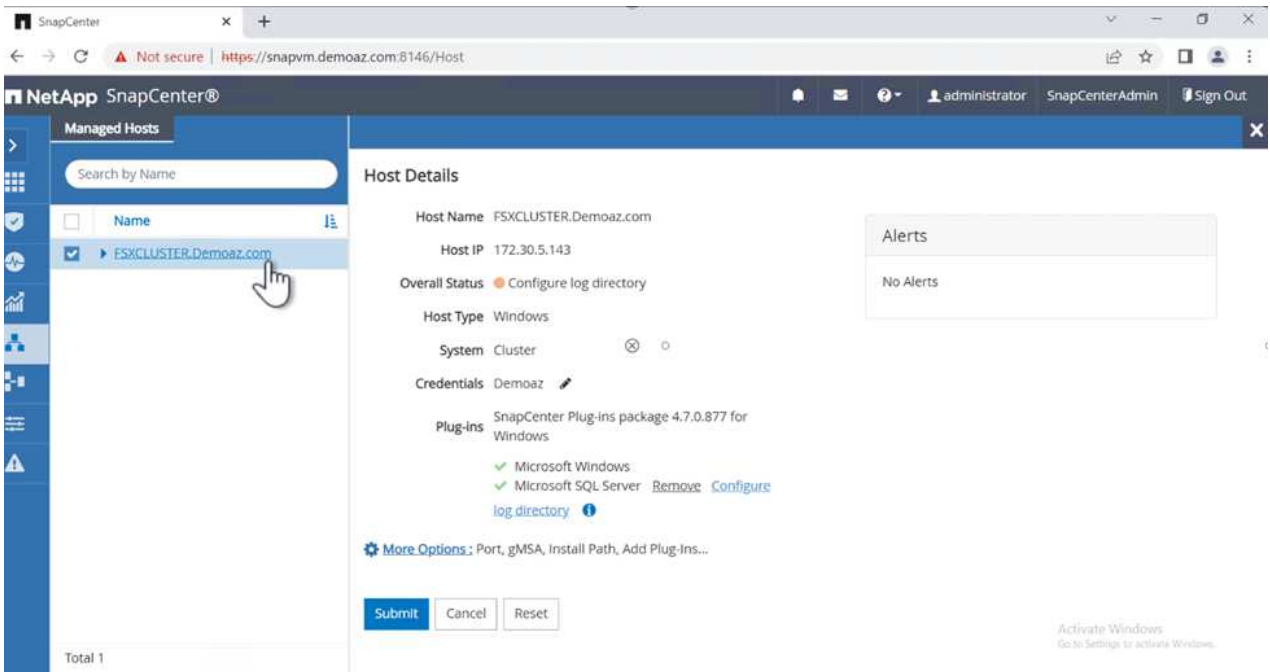 SnapCenter
Not secure | https://snapvm.demoaz.com:8146/Host
NetApp SnapCenter®
administrator SnapCenterAdmin Sign Out
Managed Hosts
Search by Name
Name
FSXCLUSTER.Demoaz.com
Total 1
Host Details
Host Name FSXCLUSTER.Demoaz.com
Host IP 172.30.5.143
Overall Status Configure log directory
Host Type Windows
System Cluster
Credentials Demoaz
Plug-ins SnapCenter Plug-ins package 4.7.0.877 for
Windows
Microsoft Windows
Microsoft SQL Server Remove Configure
log directory
More Options : Port, gMSA, Install Path, Add Plug-Ins...
Submit Cancel Reset
Alerts
No Alerts
Activate Windows
Go to Settings to activate Windows.